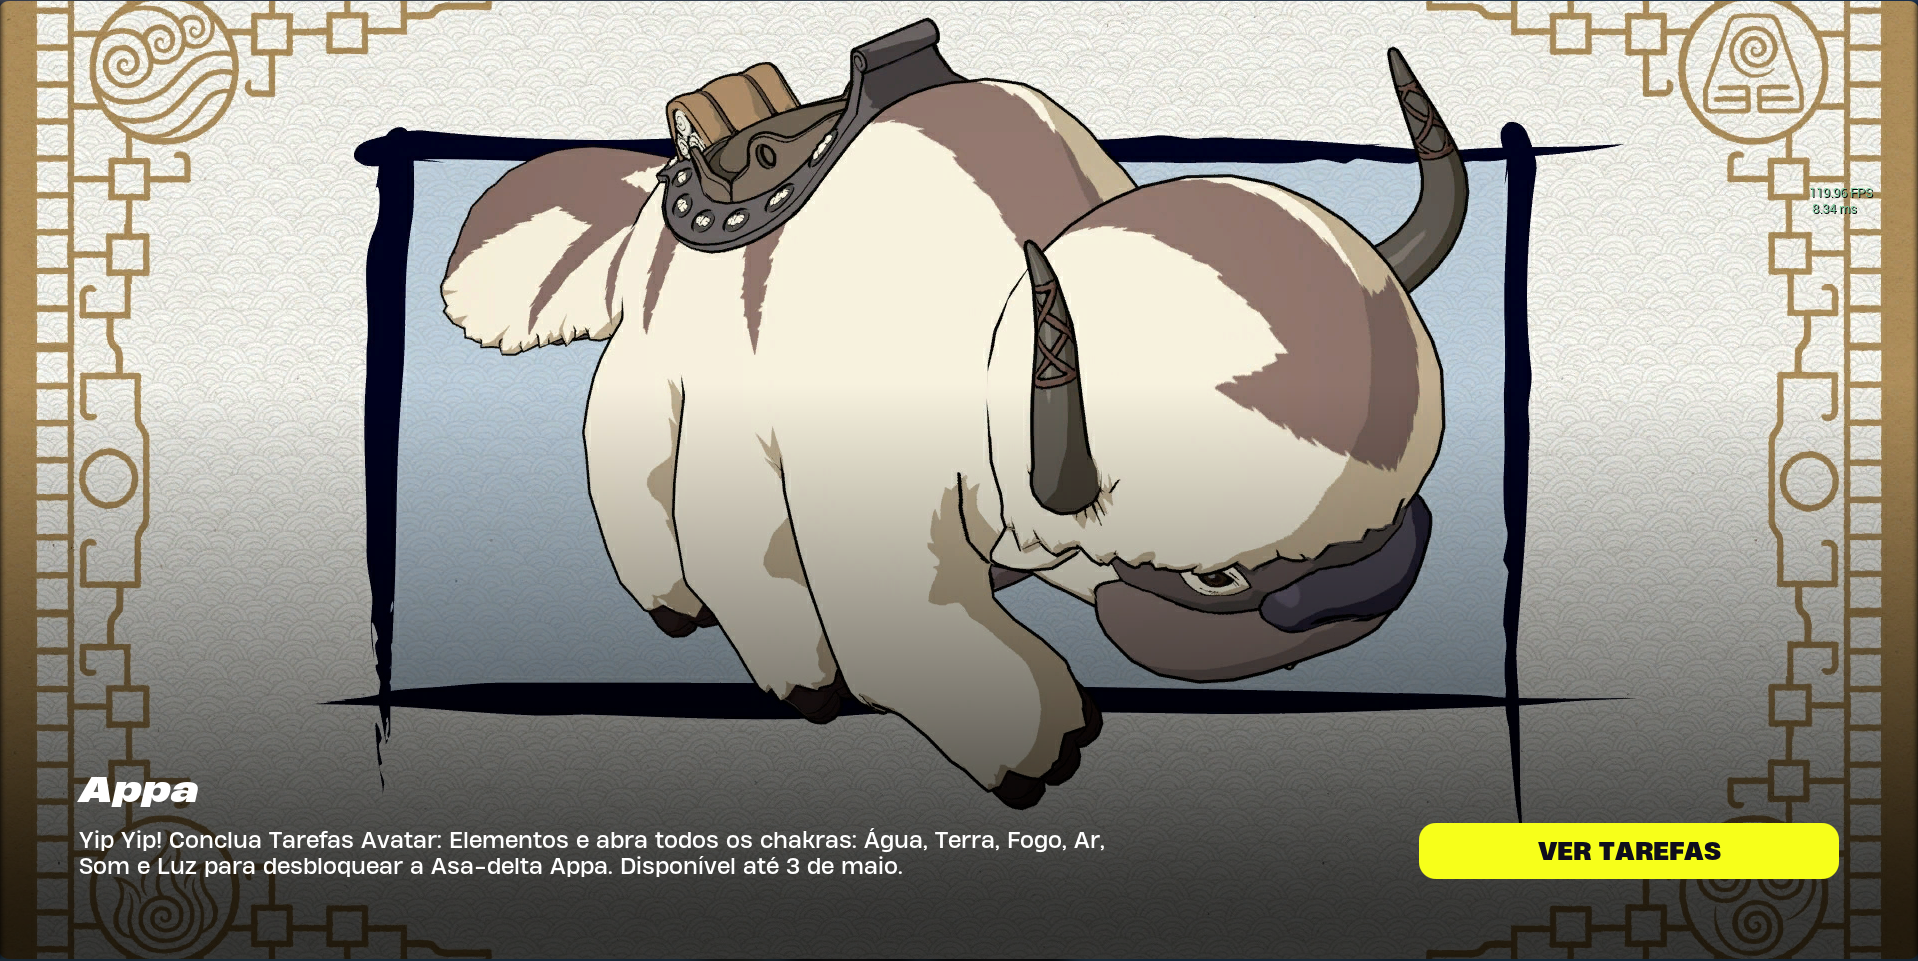 119.96 FPS
8.34 ms
Appa
Yip Yip! Conclua Tarefas Avatar: Elementos e abra todos os chakras: Água, Terra, Fogo, Ar,
Som e Luz para desbloquear a Asa-delta Appa. Disponível até 3 de maio.
VER TAREFAS